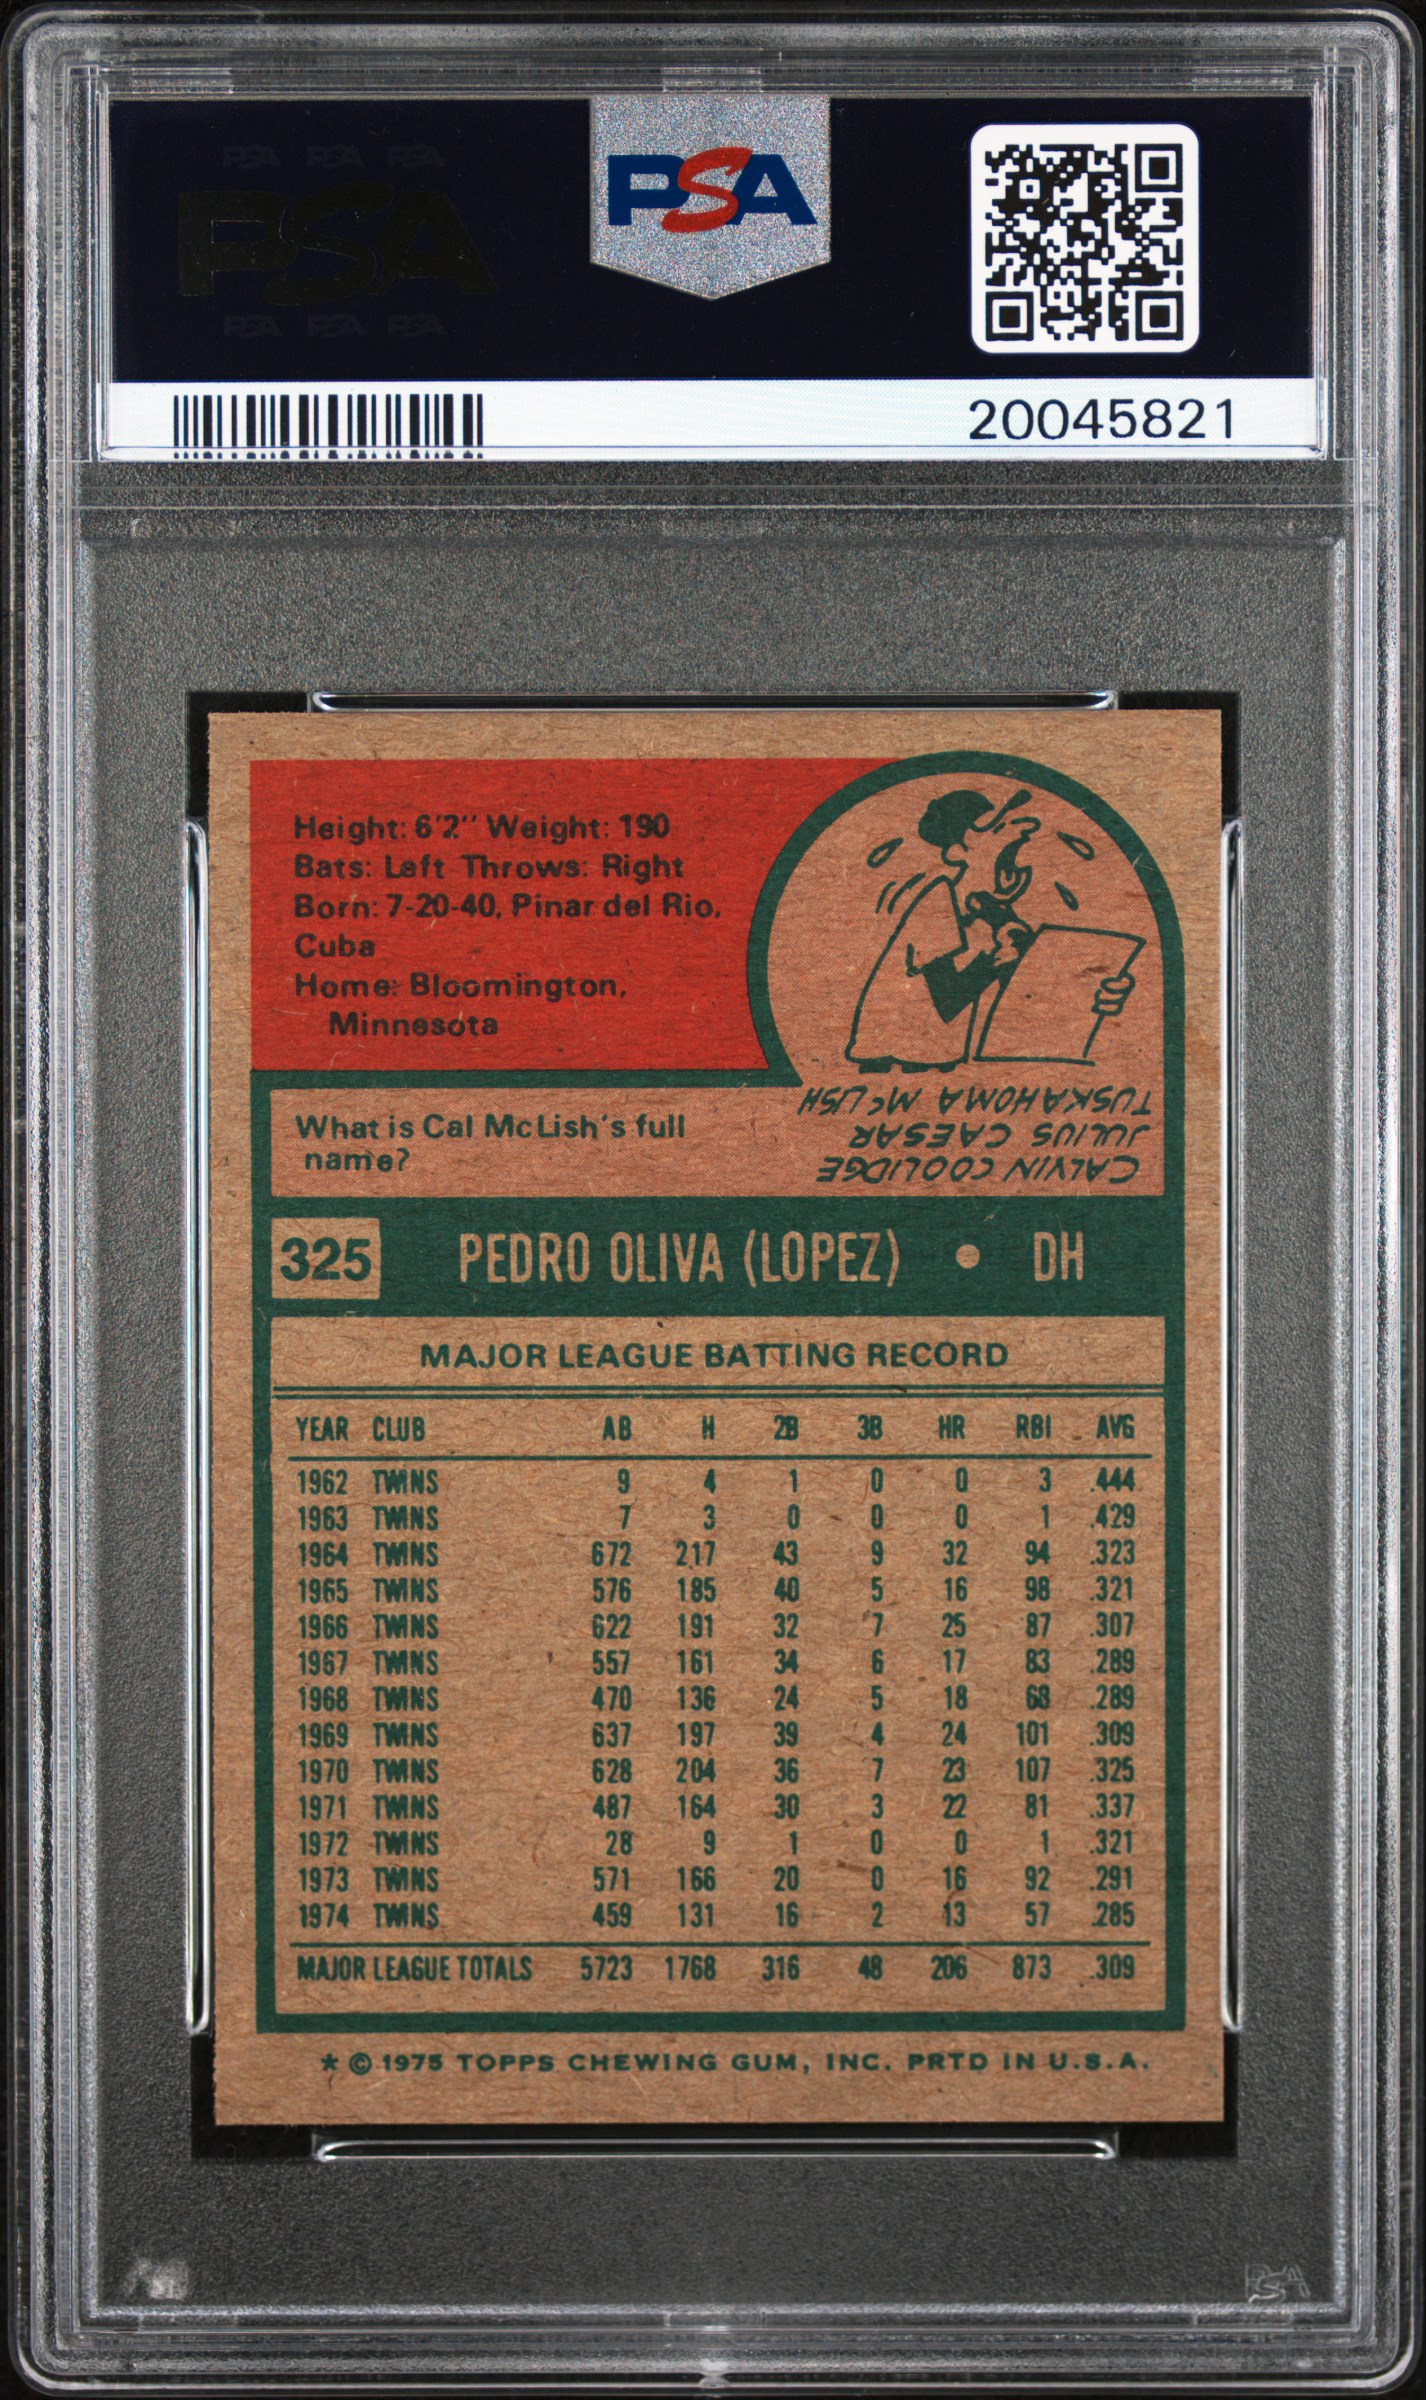 PSA PSA PSA
PSA
PSA PSA PSA
PSA
20045821
Height: 6'2" Weight: 190
Bats: Left Throws: Right
Born: 7-20-40, Pinar del Rio,
Cuba
Home: Bloomington,
Minnesota
What is Cal McLish's full
name?
CALVIN COOLIDGE
JULIUS CAESAR
TUSKAHOMA McLISH
325 PEDRO OLIVA (LOPEZ) • DH
MAJOR LEAGUE BATTING RECORD
YEAR CLUB AB H 2B 3B HR RBI AVG
1962 TWINS 9 4 1 0 0 3 .444
1963 TWINS 7 3 0 0 0 1 .429
1964 TWINS 672 217 43 9 32 94 .323
1965 TWINS 576 185 40 5 16 98 .321
1966 TWINS 622 191 32 7 25 87 .307
1967 TWINS 557 161 34 6 17 83 .289
1968 TWINS 470 136 24 5 18 68 .289
1969 TWINS 637 197 39 4 24 101 .309
1970 TWINS 628 204 36 7 23 107 .325
1971 TWINS 487 164 30 3 22 81 .337
1972 TWINS 28 9 1 0 0 1 .321
1973 TWINS 571 166 20 0 16 92 .291
1974 TWINS 459 131 16 2 13 57 .285
MAJOR LEAGUE TOTALS 5723 1768 316 48 206 873 .309
* © 1975 TOPPS CHEWING GUM, INC. PRTD IN U.S.A.
PSA